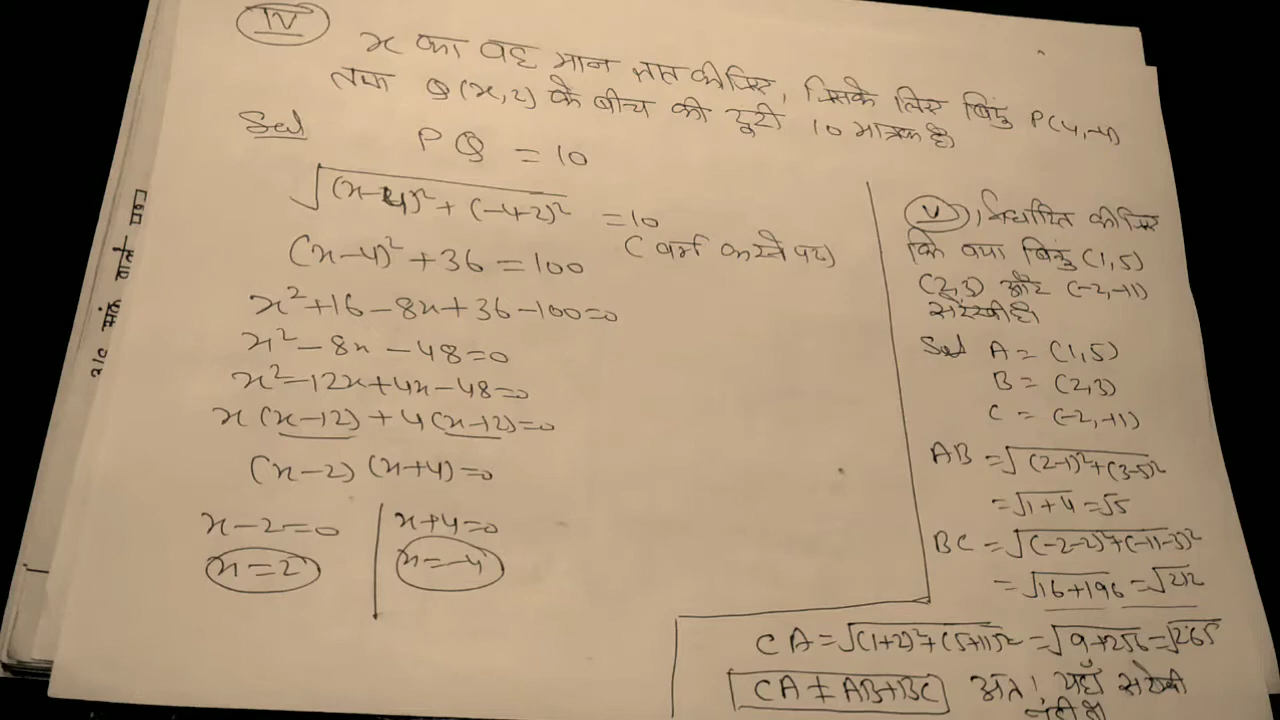 IV
x का वह मान ज्ञात कीजिए, जिसके लिए बिंदु P(4,-4)
तथा Q(x,2) के बीच की दूरी 10 मात्रक है
Sol
PQ = 10
√(x-4)²+(-4-2)² = 10
(x-4)²+36=100 (वर्ग करने पर)
x²+16-8x+36-100=0
x²-8x-48=0
x²-12x+4x-48=0
x(x-12)+4(x-12)=0
(x-2)(x+4)=0
x-2=0 | x+4=0
x=2 | x=-4
V, निर्धारित कीजिए
कि क्या बिंदु (1,5)
(2,3) और (-2,-11)
संरेखी है।
Sol A = (1,5)
B = (2,3)
C = (-2,-11)
AB = √(2-1)²+(3-5)²
= √1+4 = √5
BC = √(-2-2)²+(-11-3)²
= √16+196 = √212
CA = √(1+2)²+(5+11)² = √9+256 = √265
CA ≠ AB+BC अतः यहाँ संरेखी
नहीं है
2/c अंक वाले प्रश्न